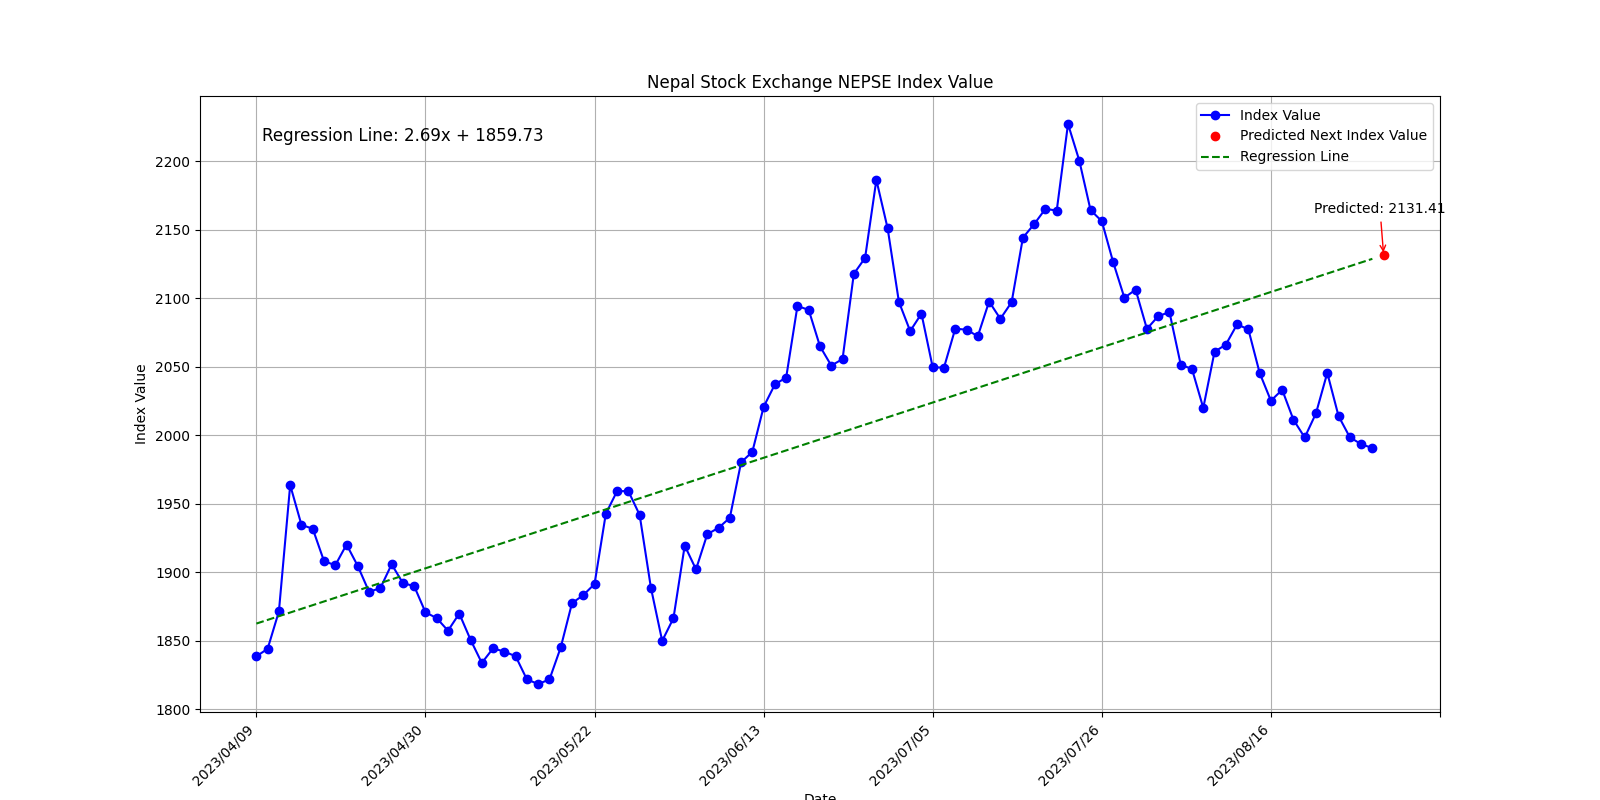 Nepal Stock Exchange NEPSE Index Value
Regression Line: 2.69x + 1859.73
Index Value
Predicted Next Index Value
Regression Line
Predicted: 2131.41
2200
2150
2100
2050
2000
1950
1900
1850
1800
Index Value
2023/04/09
2023/04/30
2023/05/22
2023/06/13
2023/07/05
2023/07/26
2023/08/16
Date